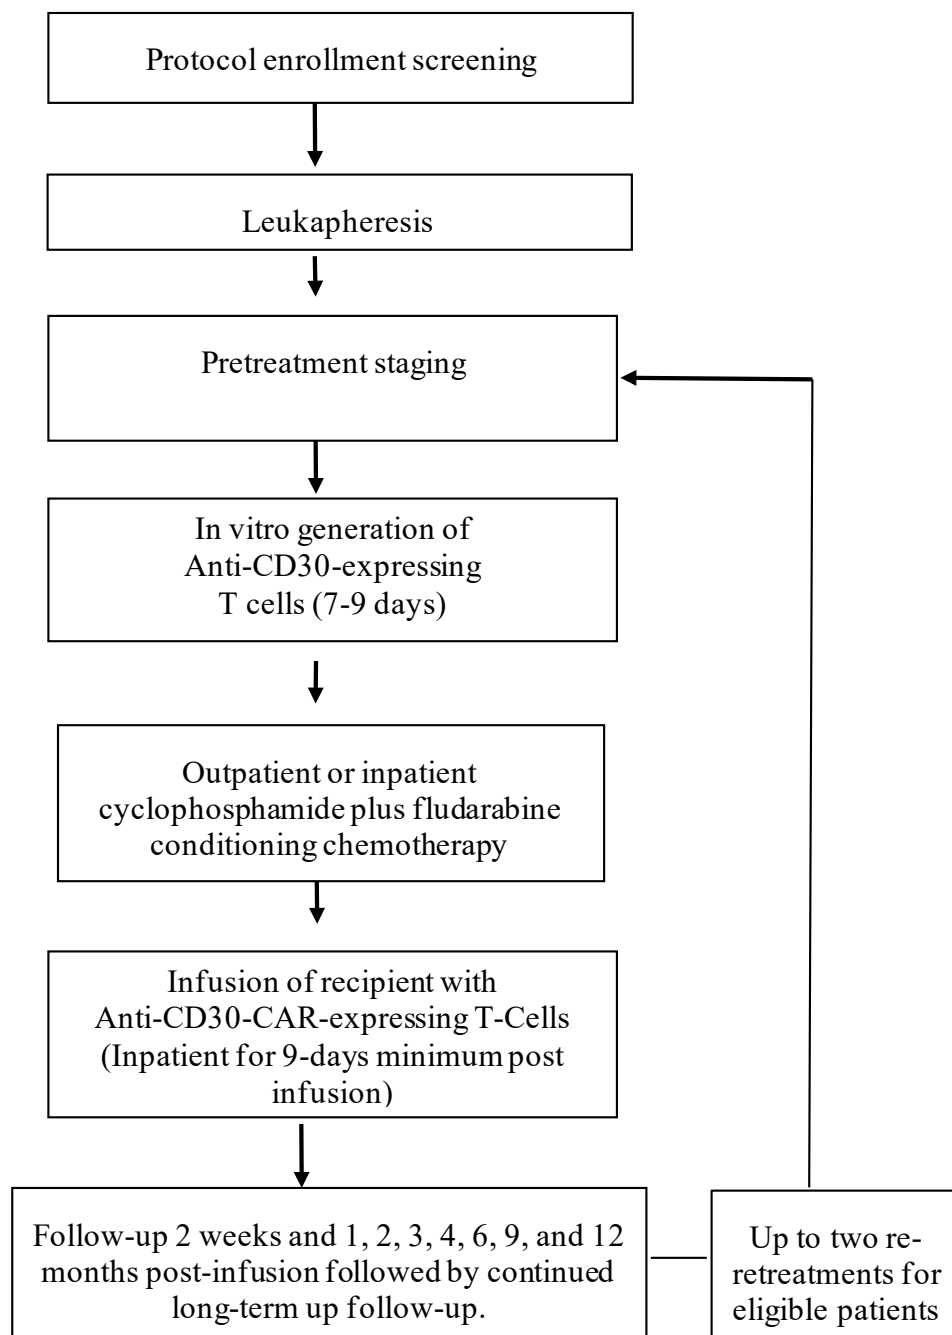 Protocol enrollment screening
Leukapheresis
Pretreatment staging
In vitro generation of
Anti-CD30-expressing
T cells (7-9 days)
Outpatient or inpatient
cyclophosphamide plus fludarabine
conditioning chemotherapy
Infusion of recipient with
Anti-CD30-CAR-expressing T-Cells
(Inpatient for 9-days minimum post
infusion)
Follow-up 2 weeks and 1, 2, 3, 4, 6, 9, and 12
months post-infusion followed by continued
long-term up follow-up.
Up to two re-
retreatments for
eligible patients